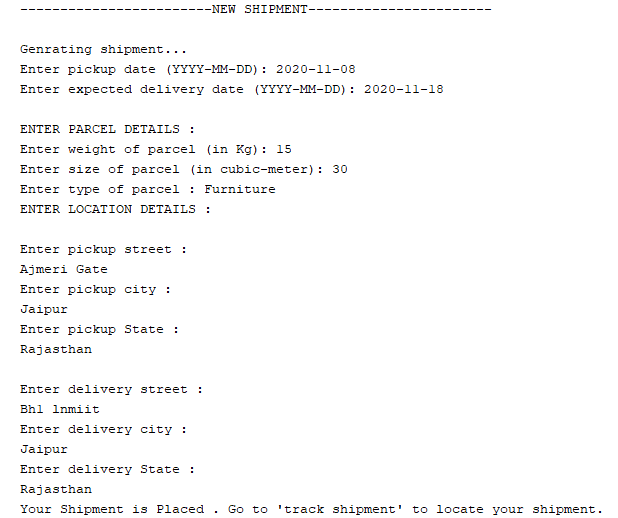 ------------------------NEW SHIPMENT-----------------------
Genrating shipment...
Enter pickup date (YYYY-MM-DD): 2020-11-08
Enter expected delivery date (YYYY-MM-DD): 2020-11-18
ENTER PARCEL DETAILS :
Enter weight of parcel (in Kg): 15
Enter size of parcel (in cubic-meter): 30
Enter type of parcel : Furniture
ENTER LOCATION DETAILS :
Enter pickup street :
Ajmeri Gate
Enter pickup city :
Jaipur
Enter pickup State :
Rajasthan
Enter delivery street :
Bh1 lnmiit
Enter delivery city :
Jaipur
Enter delivery State :
Rajasthan
Your Shipment is Placed . Go to 'track shipment' to locate your shipment.